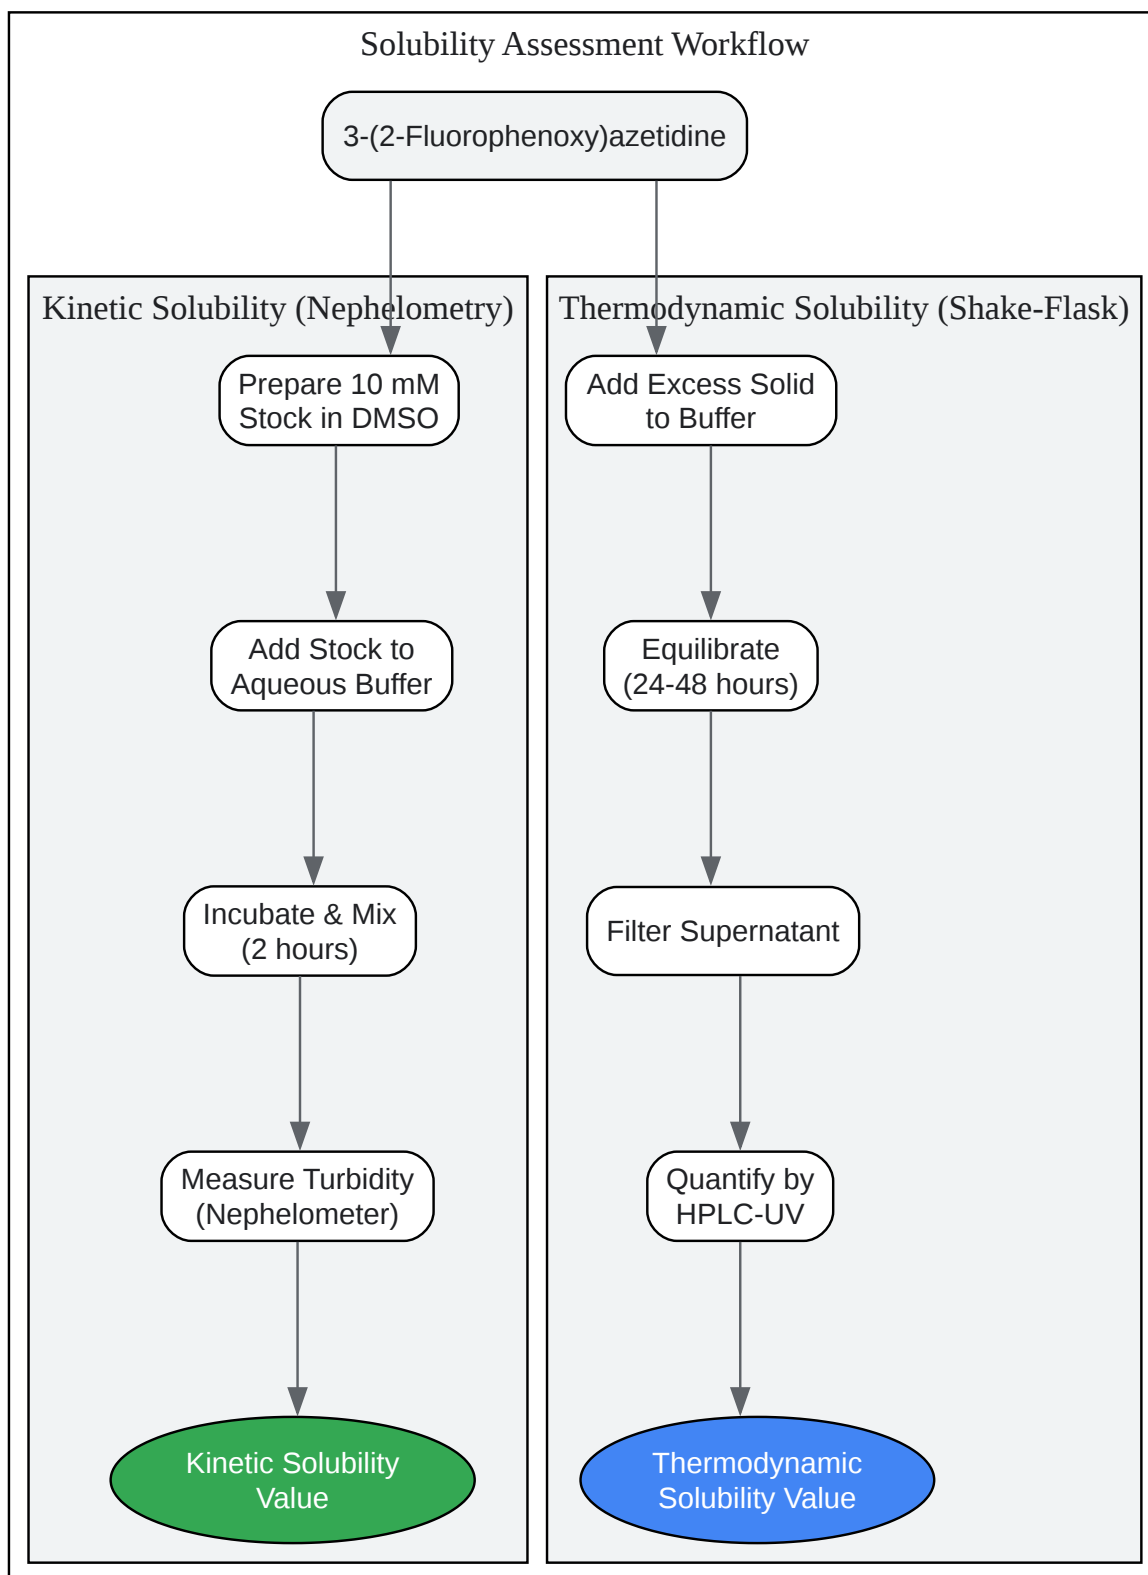 Solubility Assessment Workflow
3-(2-Fluorophenoxy)azetidine
Kinetic Solubility (Nephelometry)
Prepare 10 mM
Stock in DMSO
Add Stock to
Aqueous Buffer
Incubate & Mix
(2 hours)
Measure Turbidity
(Nephelometer)
Kinetic Solubility
Value
Thermodynamic Solubility (Shake-Flask)
Add Excess Solid
to Buffer
Equilibrate
(24-48 hours)
Filter Supernatant
Quantify by
HPLC-UV
Thermodynamic
Solubility Value